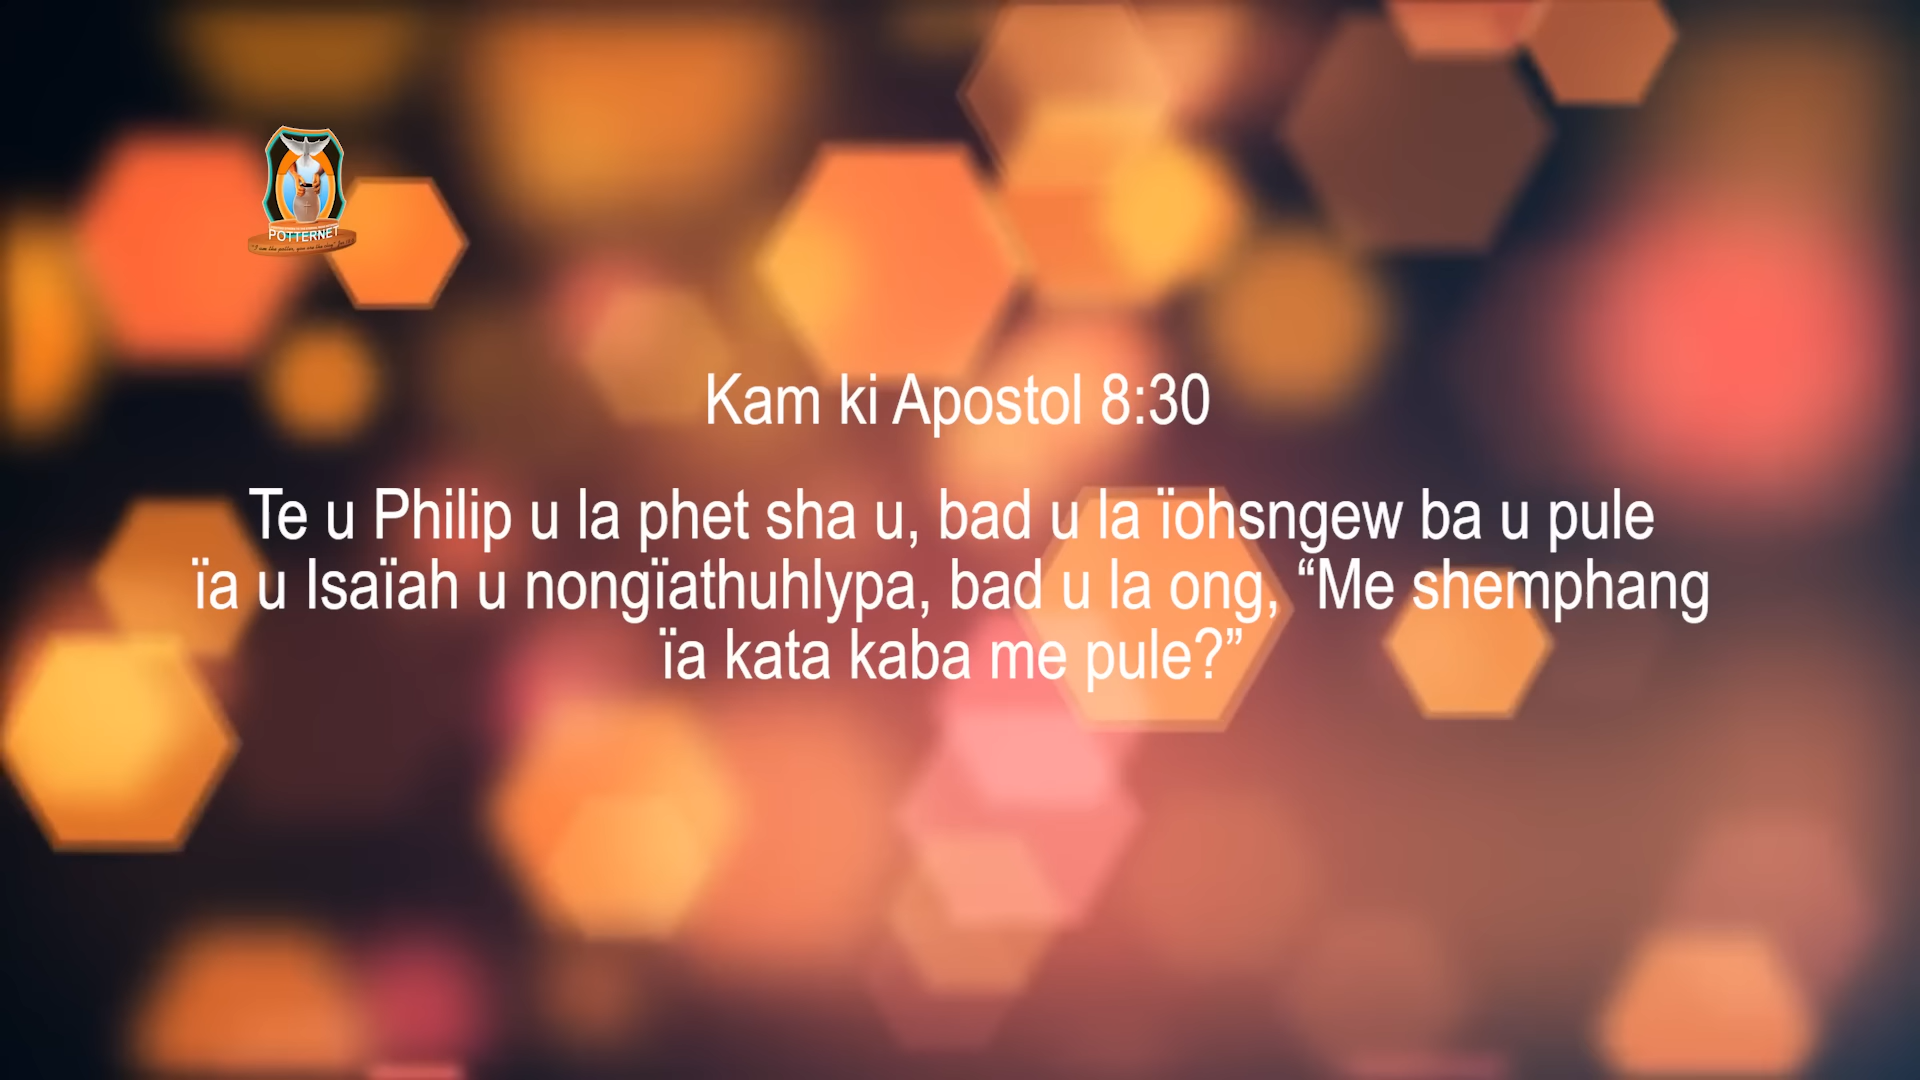 POTTERNET
Kam ki Apostol 8:30
Te u Philip u la phet sha u, bad u la ïohsngew ba u pule
ïa u Isaïah u nongïathuhlypa, bad u la ong, “Me shemphang
ïa kata kaba me pule?”